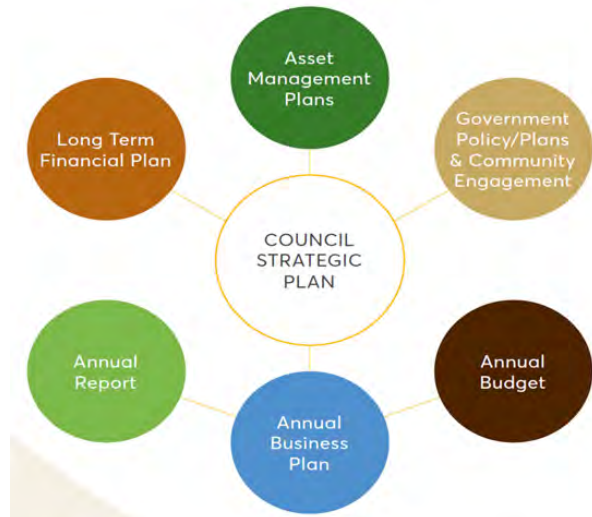 Asset
Management
Plans
Long Term
Financial Plan
Government
Policy/Plans
& Community
Engagement
COUNCIL
STRATEGIC
PLAN
Annual
Report
Annual
Business
Plan
Annual
Budget